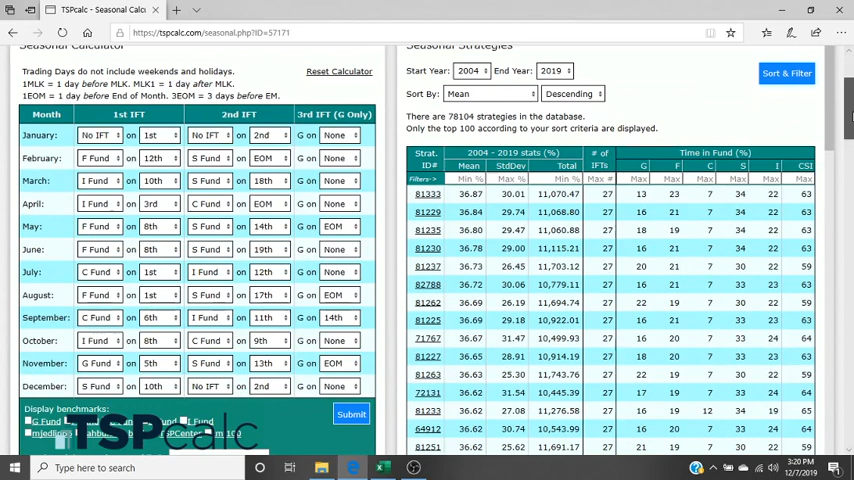 TSPcalc - Seasonal Calcu
https://tspcalc.com/seasonal.php?ID=57171
Seasonal Calculator
Trading Days do not include weekends and holidays.
Reset Calculator
1MLK = 1 day before MLK. MLK1 = 1 day after MLK.
1EOM = 1 day before End of Month. 3EOM = 3 days before EM.
Month 1st IFT 2nd IFT 3rd IFT (G Only)
January: No IFT on 1st No IFT on 2nd G on None
February: F Fund on 12th S Fund on EOM G on None
March: I Fund on 10th S Fund on 18th G on None
April: I Fund on 3rd C Fund on EOM G on None
May: F Fund on 8th S Fund on 14th G on EOM
June: F Fund on 8th S Fund on 19th G on None
July: C Fund on 1st I Fund on 12th G on None
August: F Fund on 1st S Fund on 17th G on EOM
September: C Fund on 6th I Fund on 11th G on 14th
October: I Fund on 8th C Fund on 9th G on None
November: G Fund on 5th S Fund on 13th G on EOM
December: S Fund on 10th No IFT on 2nd G on None
Display benchmarks:
Submit
G Fund Fund I Fund
TSPcalc
TSPCenter
Seasonal Strategies
Start Year: 2004 End Year: 2019
Sort & Filter
Sort By: Mean Descending
There are 78104 strategies in the database.
Only the top 100 according to your sort criteria are displayed.
Strat. 2004 - 2019 stats (%) # of Time in Fund (%)
ID# Mean StdDev Total IFTs G F C S I CSI
Filters-> Min % Max % Min % Max # Max Max Max Max Max Max
81333 36.87 30.01 11,070.47 27 13 23 7 34 22 63
81229 36.84 29.74 11,068.80 27 16 21 7 34 22 63
81235 36.80 29.47 11,060.88 27 18 19 7 34 22 63
81230 36.78 29.00 11,115.21 27 16 21 7 34 22 63
81237 36.73 26.45 11,703.12 27 20 21 7 30 22 59
82788 36.72 30.06 10,779.11 27 16 21 7 33 23 63
81262 36.69 26.19 11,694.74 27 22 19 7 30 22 59
81225 36.69 29.18 10,922.01 27 16 21 7 33 23 63
71767 36.67 31.47 10,499.93 27 16 20 7 33 24 64
81227 36.65 28.91 10,914.19 27 18 20 7 33 23 63
81263 36.63 25.30 11,743.76 27 22 19 7 30 22 59
72131 36.62 31.54 10,445.39 27 17 19 7 33 24 64
81233 36.62 27.08 11,276.58 27 16 19 12 34 19 65
64912 36.62 30.74 10,543.99 27 16 20 7 33 24 64
81251 36.62 25.62 11,691.17 27 21 19 7 30 23 60
Type here to search
3:20 PM
12/7/2019